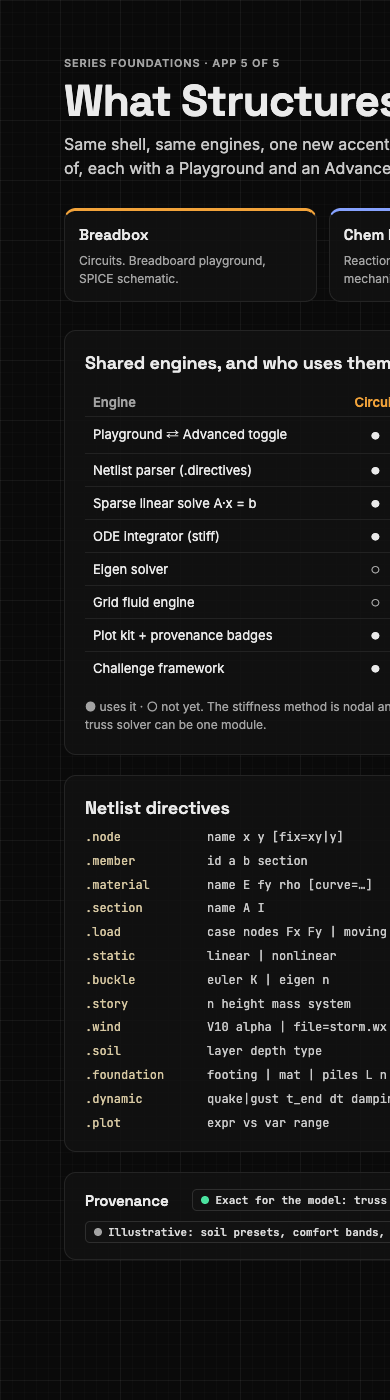 SERIES FOUNDATIONS · APP 5 OF 5
What Structures
Same shell, same engines, one new accent
of, each with a Playground and an Advance
Breadbox
Circuits. Breadboard playground,
SPICE schematic.
Chem
Reaction
mechani
Shared engines, and who uses them
Engine Circui
Playground ⇄ Advanced toggle ●
Netlist parser (.directives) ●
Sparse linear solve A·x = b ●
ODE integrator (stiff) ●
Eigen solver ○
Grid fluid engine ○
Plot kit + provenance badges ●
Challenge framework ●
● uses it · ○ not yet. The stiffness method is nodal an
truss solver can be one module.
Netlist directives
.node name x y [fix=xy|y]
.member id a b section
.material name E fy rho [curve=…]
.section name A I
.load case nodes Fx Fy | moving
.static linear | nonlinear
.buckle euler K | eigen n
.story n height mass system
.wind V10 alpha | file=storm.wx
.soil layer depth type
.foundation footing | mat | piles L n
.dynamic quake|gust t_end dt dampin
.plot expr vs var range
Provenance ● Exact for the model: truss
● Illustrative: soil presets, comfort bands,